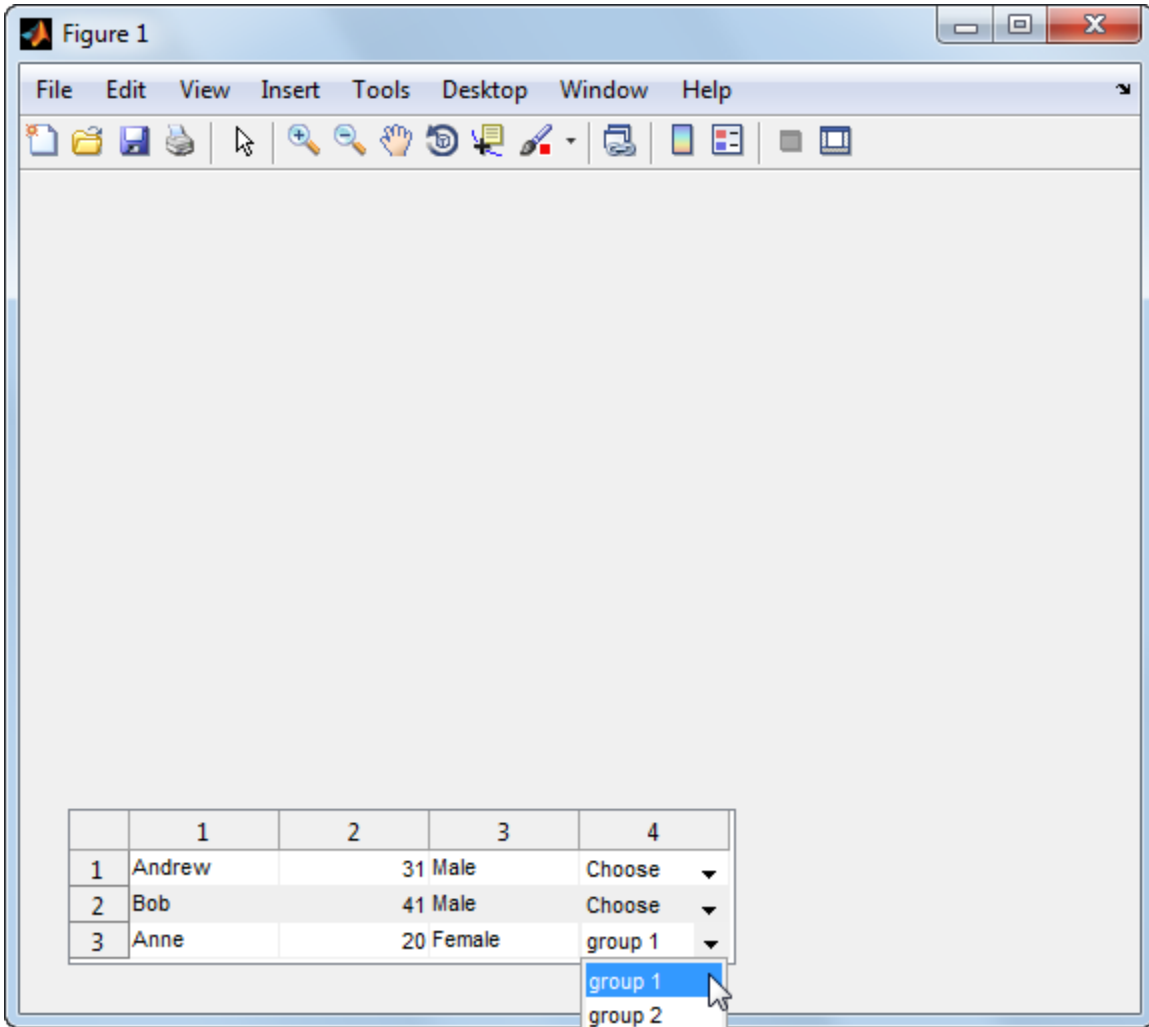 Figure 1
File Edit View Insert Tools Desktop Window Help
1 2 3 4
1 Andrew 31 Male Choose
2 Bob 41 Male Choose
3 Anne 20 Female group 1
group 1
group 2